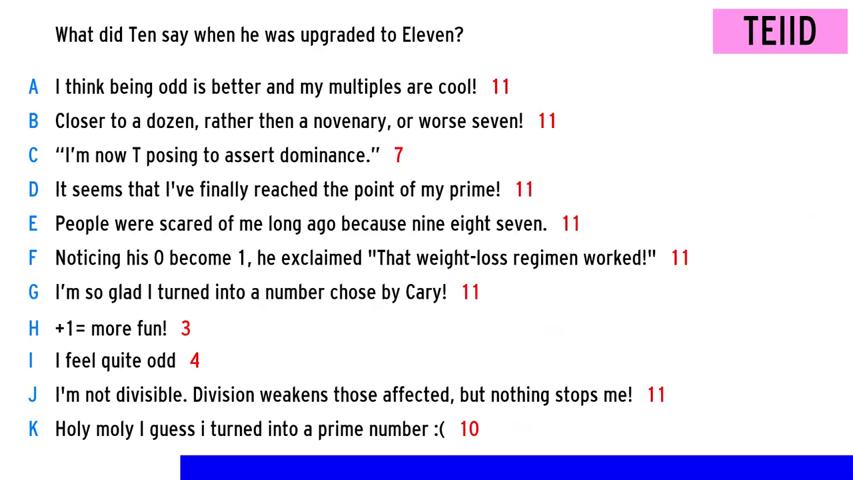 What did Ten say when he was upgraded to Eleven?
TEIID
A I think being odd is better and my multiples are cool! 11
B Closer to a dozen, rather then a novenary, or worse seven! 11
C “I’m now T posing to assert dominance.” 7
D It seems that I've finally reached the point of my prime! 11
E People were scared of me long ago because nine eight seven. 11
F Noticing his 0 become 1, he exclaimed "That weight-loss regimen worked!" 11
G I’m so glad I turned into a number chose by Cary! 11
H +1= more fun! 3
I I feel quite odd 4
J I'm not divisible. Division weakens those affected, but nothing stops me! 11
K Holy moly I guess i turned into a prime number :( 10